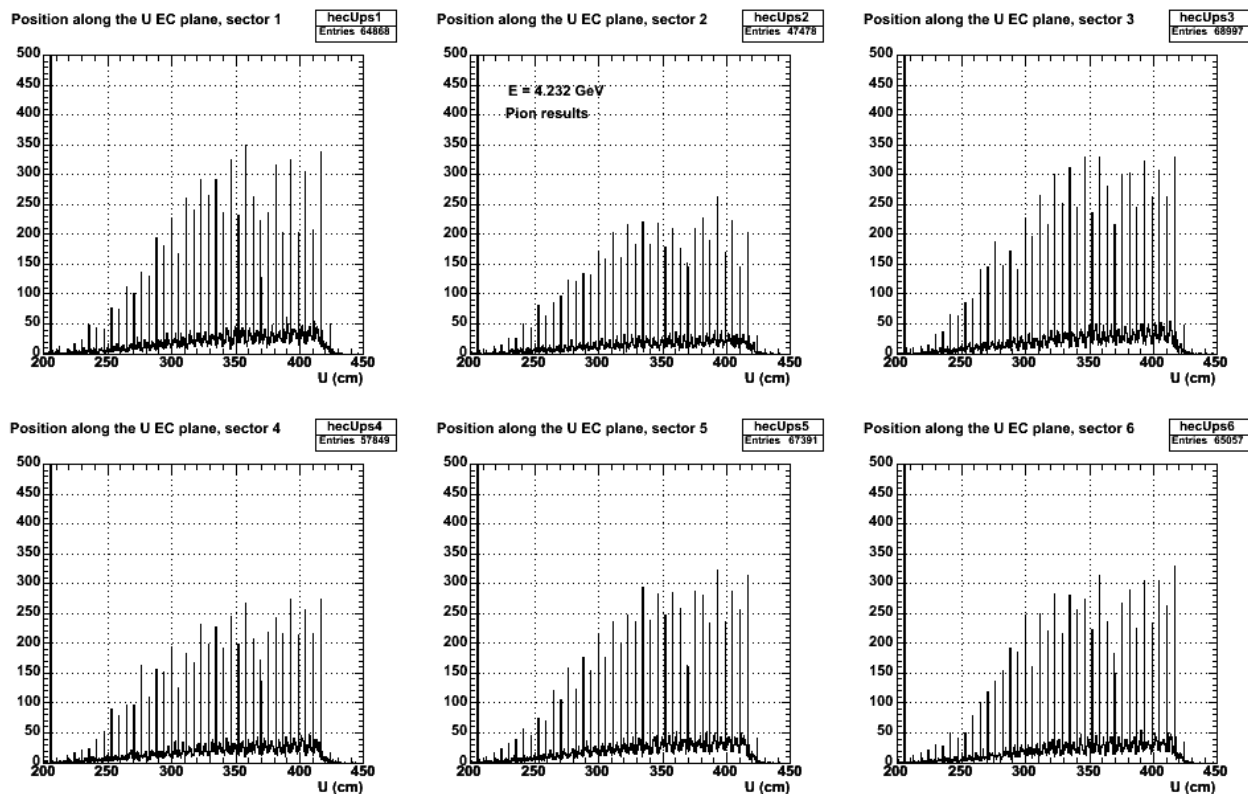 Position along the U EC plane, sector 1
hecUps1
Entries 64868
500
450
400
350
300
250
200
150
100
50
0
200 250 300 350 400 450
U (cm)
Position along the U EC plane, sector 2
hecUps2
Entries 47478
E = 4.232 GeV
Pion results
500
450
400
350
300
250
200
150
100
50
0
200 250 300 350 400 450
U (cm)
Position along the U EC plane, sector 3
hecUps3
Entries 68997
500
450
400
350
300
250
200
150
100
50
0
200 250 300 350 400 450
U (cm)
Position along the U EC plane, sector 4
hecUps4
Entries 57849
500
450
400
350
300
250
200
150
100
50
0
200 250 300 350 400 450
U (cm)
Position along the U EC plane, sector 5
hecUps5
Entries 67391
500
450
400
350
300
250
200
150
100
50
0
200 250 300 350 400 450
U (cm)
Position along the U EC plane, sector 6
hecUps6
Entries 65057
500
450
400
350
300
250
200
150
100
50
0
200 250 300 350 400 450
U (cm)